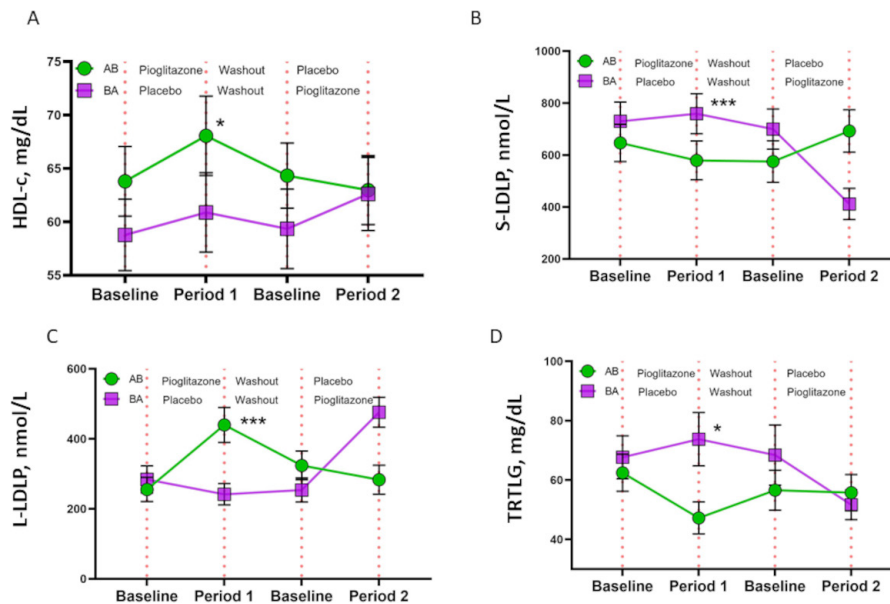 A
HDL-c, mg/dL
75
70
65
60
55
AB Pioglitazone Washout Placebo
BA Placebo Washout Pioglitazone
*
Baseline Period 1 Baseline Period 2
B
S-LDLP, nmol/L
1000
800
600
400
200
AB Pioglitazone Washout Placebo
BA Placebo Washout Pioglitazone
***
Baseline Period 1 Baseline Period 2
C
L-LDLP, nmol/L
600
400
200
0
AB Pioglitazone Washout Placebo
BA Placebo Washout Pioglitazone
***
Baseline Period 1 Baseline Period 2
D
TRTLG, mg/dL
100
80
60
40
AB Pioglitazone Washout Placebo
BA Placebo Washout Pioglitazone
*
Baseline Period 1 Baseline Period 2